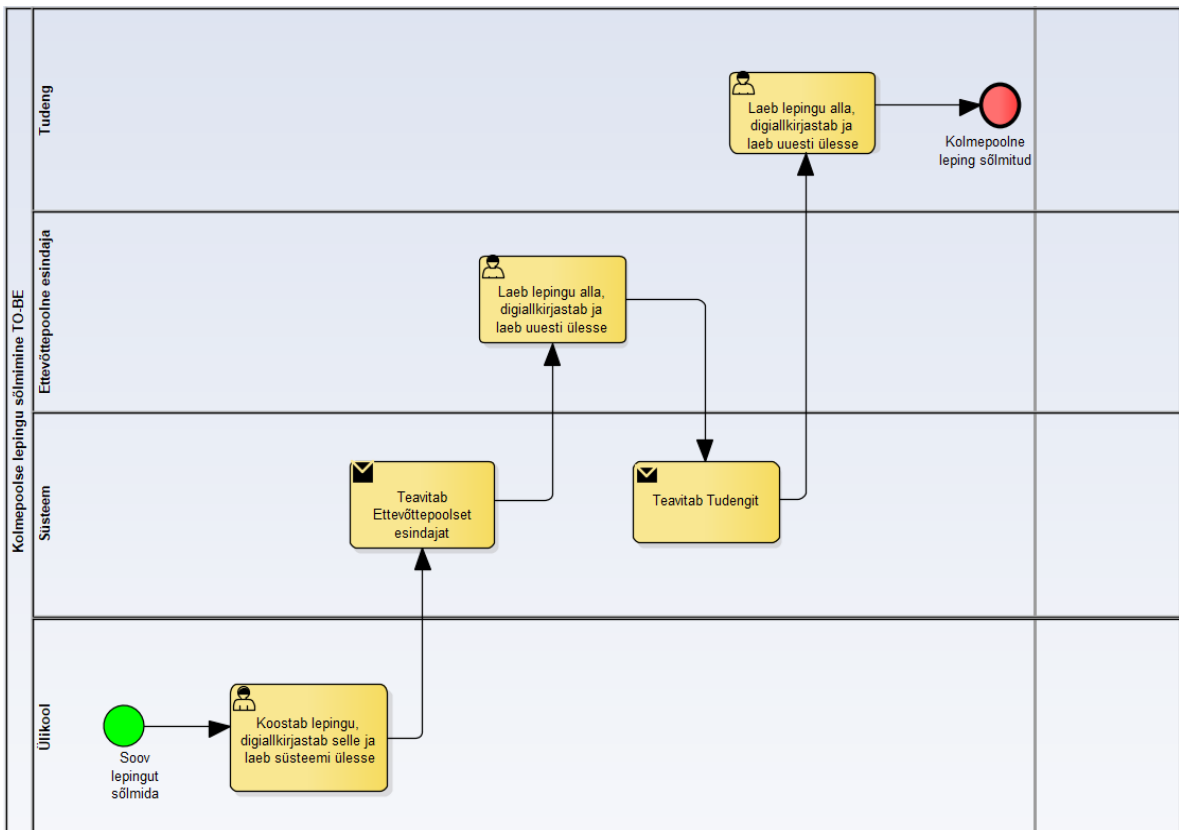 Kolmepoolse lepingu sõlmimine TO-BE
Tudeng
Laeb lepingu alla,
digiallkirjastab ja
laeb uuesti ülesse
Kolmepoolne
leping sõlmitud
Ettevõttepoolne esindaja
Laeb lepingu alla,
digiallkirjastab ja
laeb uuesti ülesse
Süsteem
Teavitab
Ettevõttepoolset
esindajat
Teavitab Tudengit
Ülikool
Soov
lepingut
sõlmida
Koostab lepingu,
digiallkirjastab selle ja
laeb süsteemi ülesse